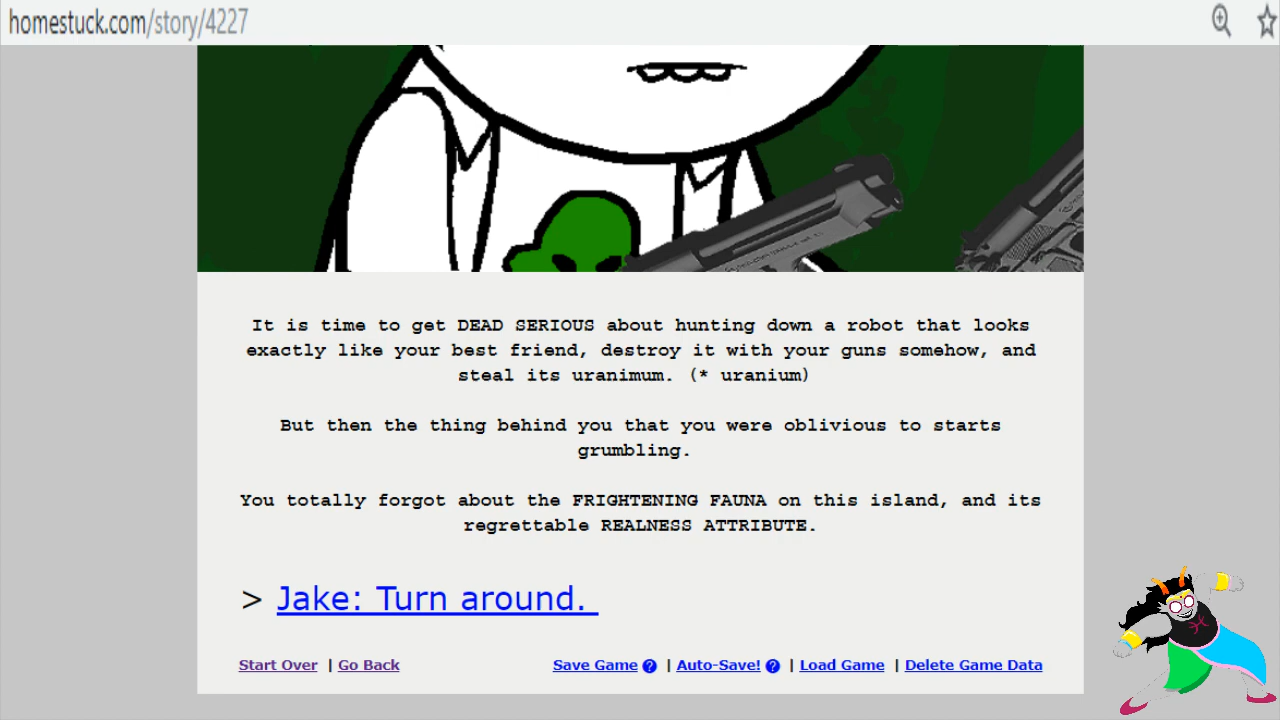 homestuck.com/story/4227
It is time to get DEAD SERIOUS about hunting down a robot that looks
exactly like your best friend, destroy it with your guns somehow, and
steal its uranimum. (* uranium)
But then the thing behind you that you were oblivious to starts
grumbling.
You totally forgot about the FRIGHTENING FAUNA on this island, and its
regrettable REALNESS ATTRIBUTE.
> Jake: Turn around.
Start Over | Go Back Save Game ? | Auto-Save! ? | Load Game | Delete Game Data